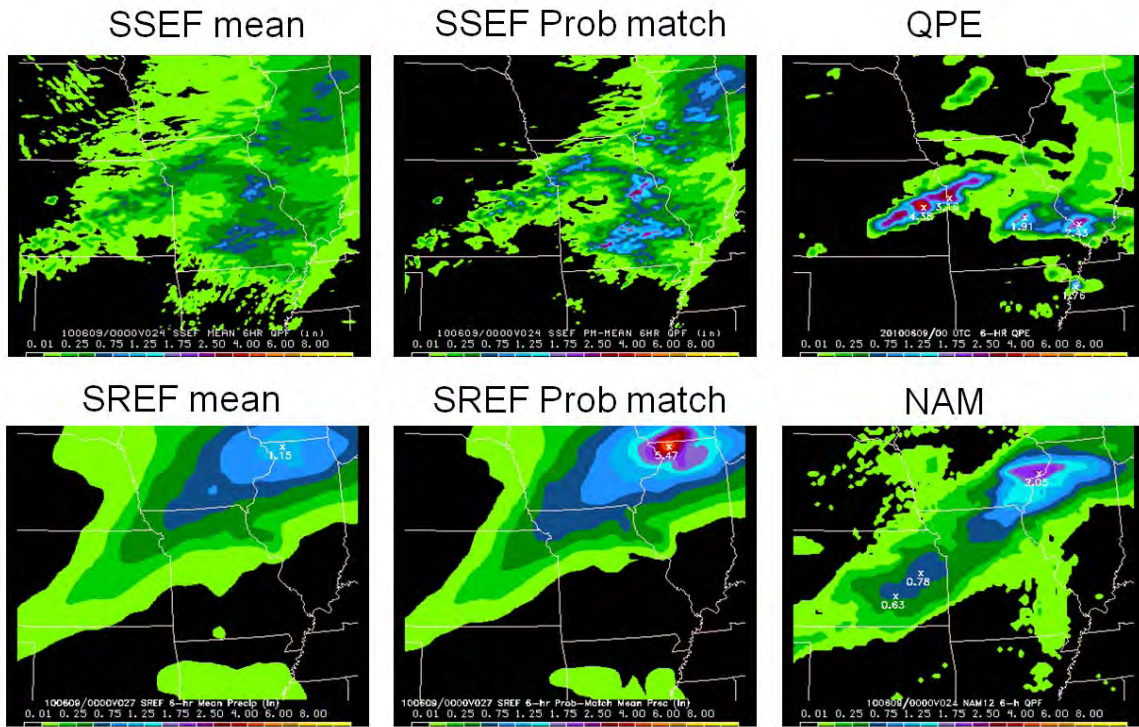 SSEF mean
SSEF Prob match
QPE
4.38
1.91
2.43
1.76
100609/0000V024 SSEF MEAN 6HR QPF (in)
0.01 0.25 0.75 1.25 1.75 2.50 4.00 6.00 8.00
100609/0000V024 SSEF PM-MEAN 6HR QPF (in)
0.01 0.25 0.75 1.25 1.75 2.50 4.00 6.00 8.00
20100609/00 UTC 6-HR QPE
0.01 0.25 0.75 1.25 1.75 2.50 4.00 6.00 8.00
SREF mean
SREF Prob match
NAM
1.15
5.47
2.05
0.78
0.63
100609/0000V027 SREF 6-hr Mean Precip (in)
0.01 0.25 0.75 1.25 1.75 2.50 4.00 6.00 8.00
100609/0000V027 SREF 6-hr Prob-Match Mean Prec (in)
0.01 0.25 0.75 1.25 1.75 2.50 4.00 6.00 8.00
100609/0000V024 NAM12 6-h QPF
0.01 0.25 0.75 1.25 1.75 2.50 4.00 6.00 8.00